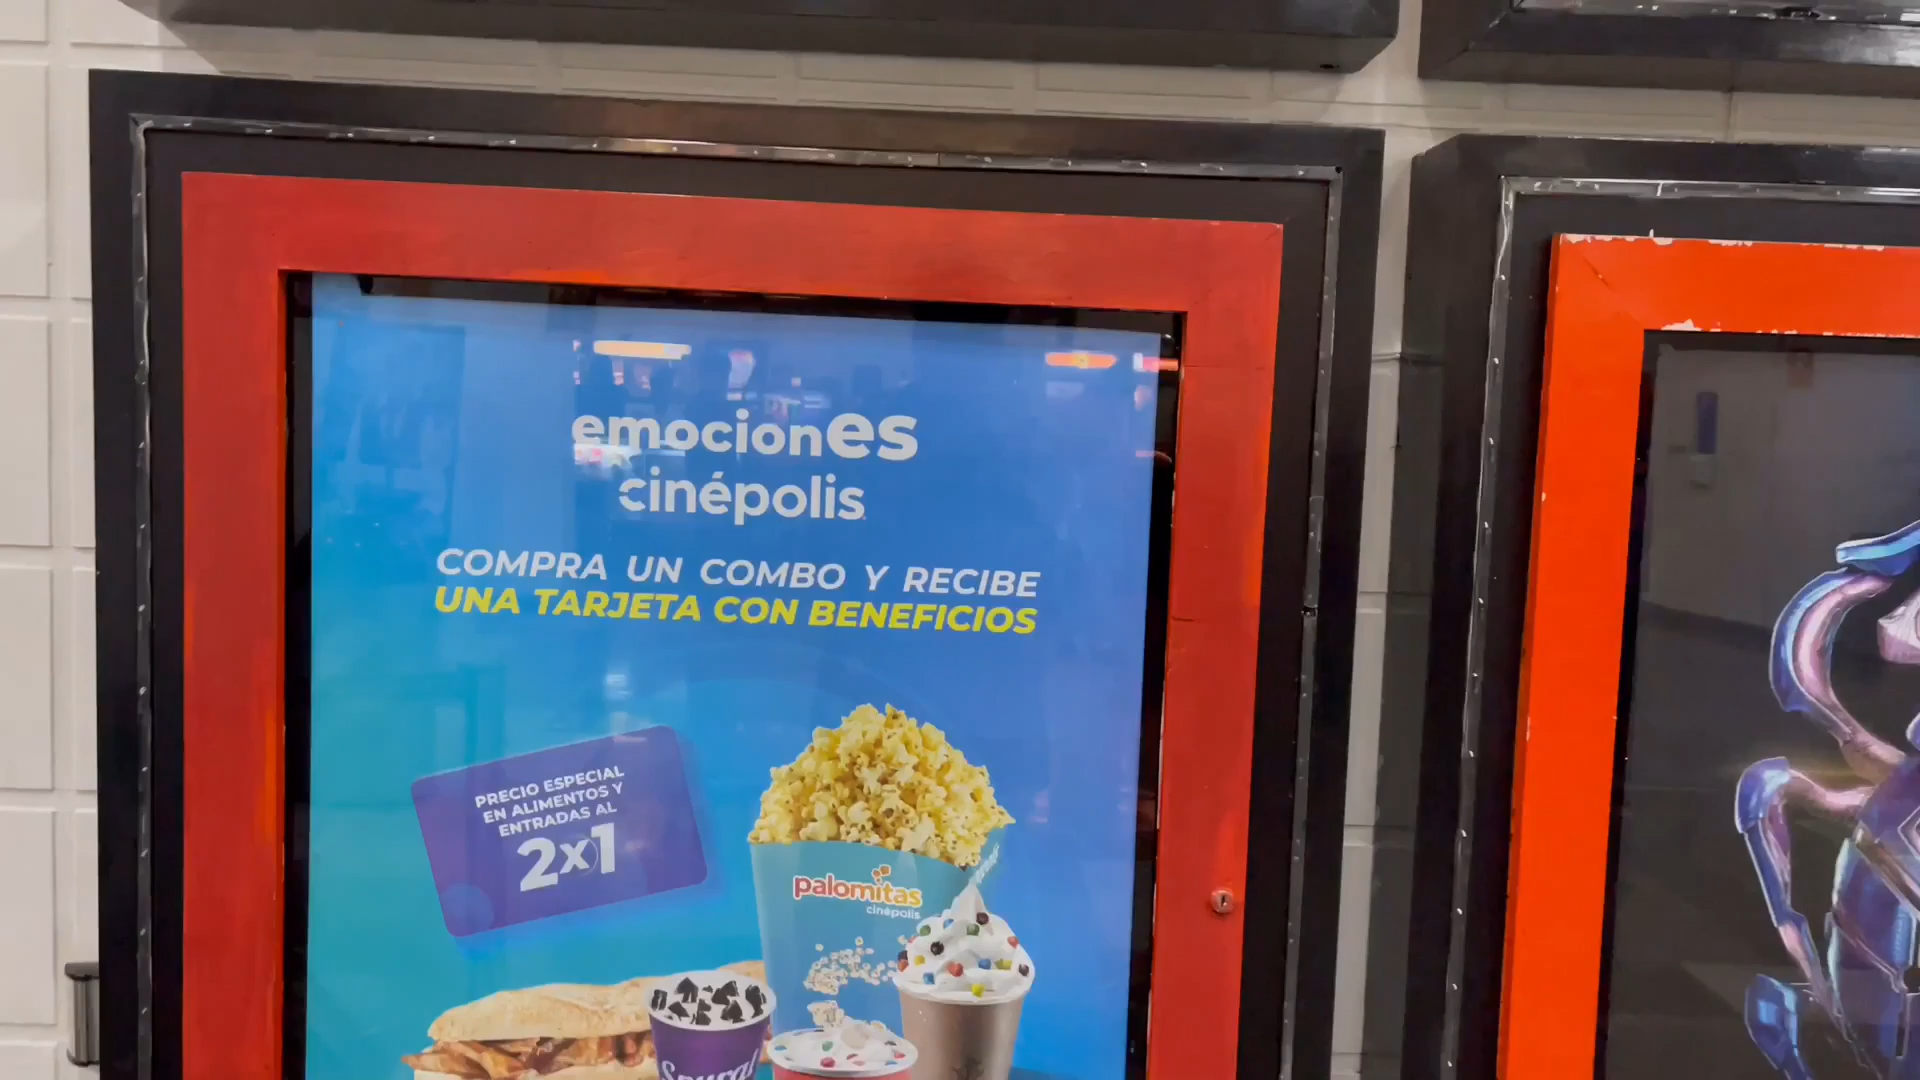 emocionEs
cinépolis
COMPRA UN COMBO Y RECIBE
UNA TARJETA CON BENEFICIOS
PRECIO ESPECIAL
EN ALIMENTOS Y
ENTRADAS AL
2x1
palomitas
cinépolis